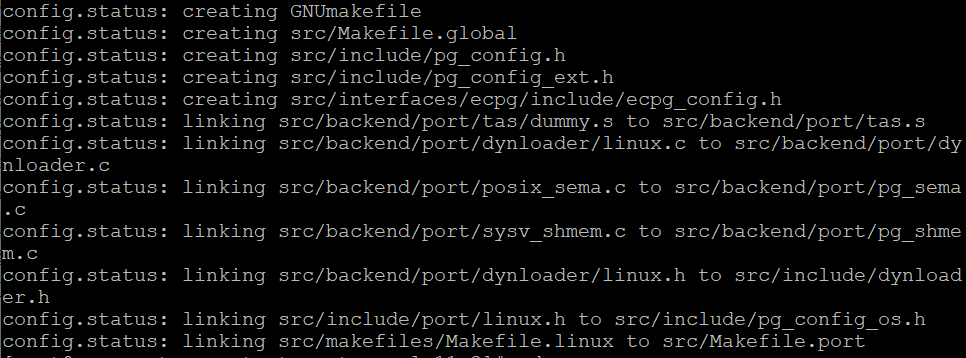 config.status: creating GNUmakefile
config.status: creating src/Makefile.global
config.status: creating src/include/pg_config.h
config.status: creating src/include/pg_config_ext.h
config.status: creating src/interfaces/ecpg/include/ecpg_config.h
config.status: linking src/backend/port/tas/dummy.s to src/backend/port/tas.s
config.status: linking src/backend/port/dynloader/linux.c to src/backend/port/dy
nloader.c
config.status: linking src/backend/port/posix_sema.c to src/backend/port/pg_sema
.c
config.status: linking src/backend/port/sysv_shmem.c to src/backend/port/pg_shme
m.c
config.status: linking src/backend/port/dynloader/linux.h to src/include/dynload
er.h
config.status: linking src/include/port/linux.h to src/include/pg_config_os.h
config.status: linking src/makefiles/Makefile.linux to src/Makefile.port